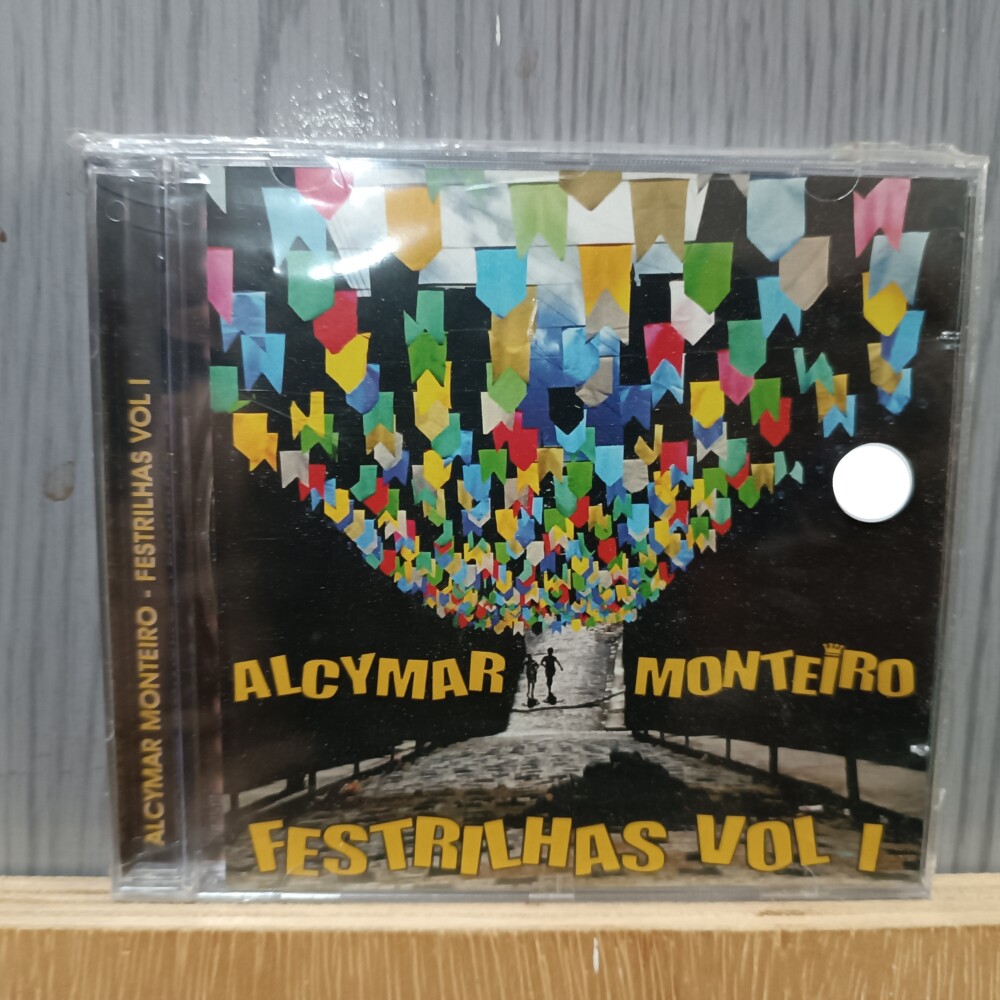 ALCYMAR MONTEIRO - FESTRILHAS VOL I
ALCYMAR MONTEIRO
FESTRILHAS VOL I